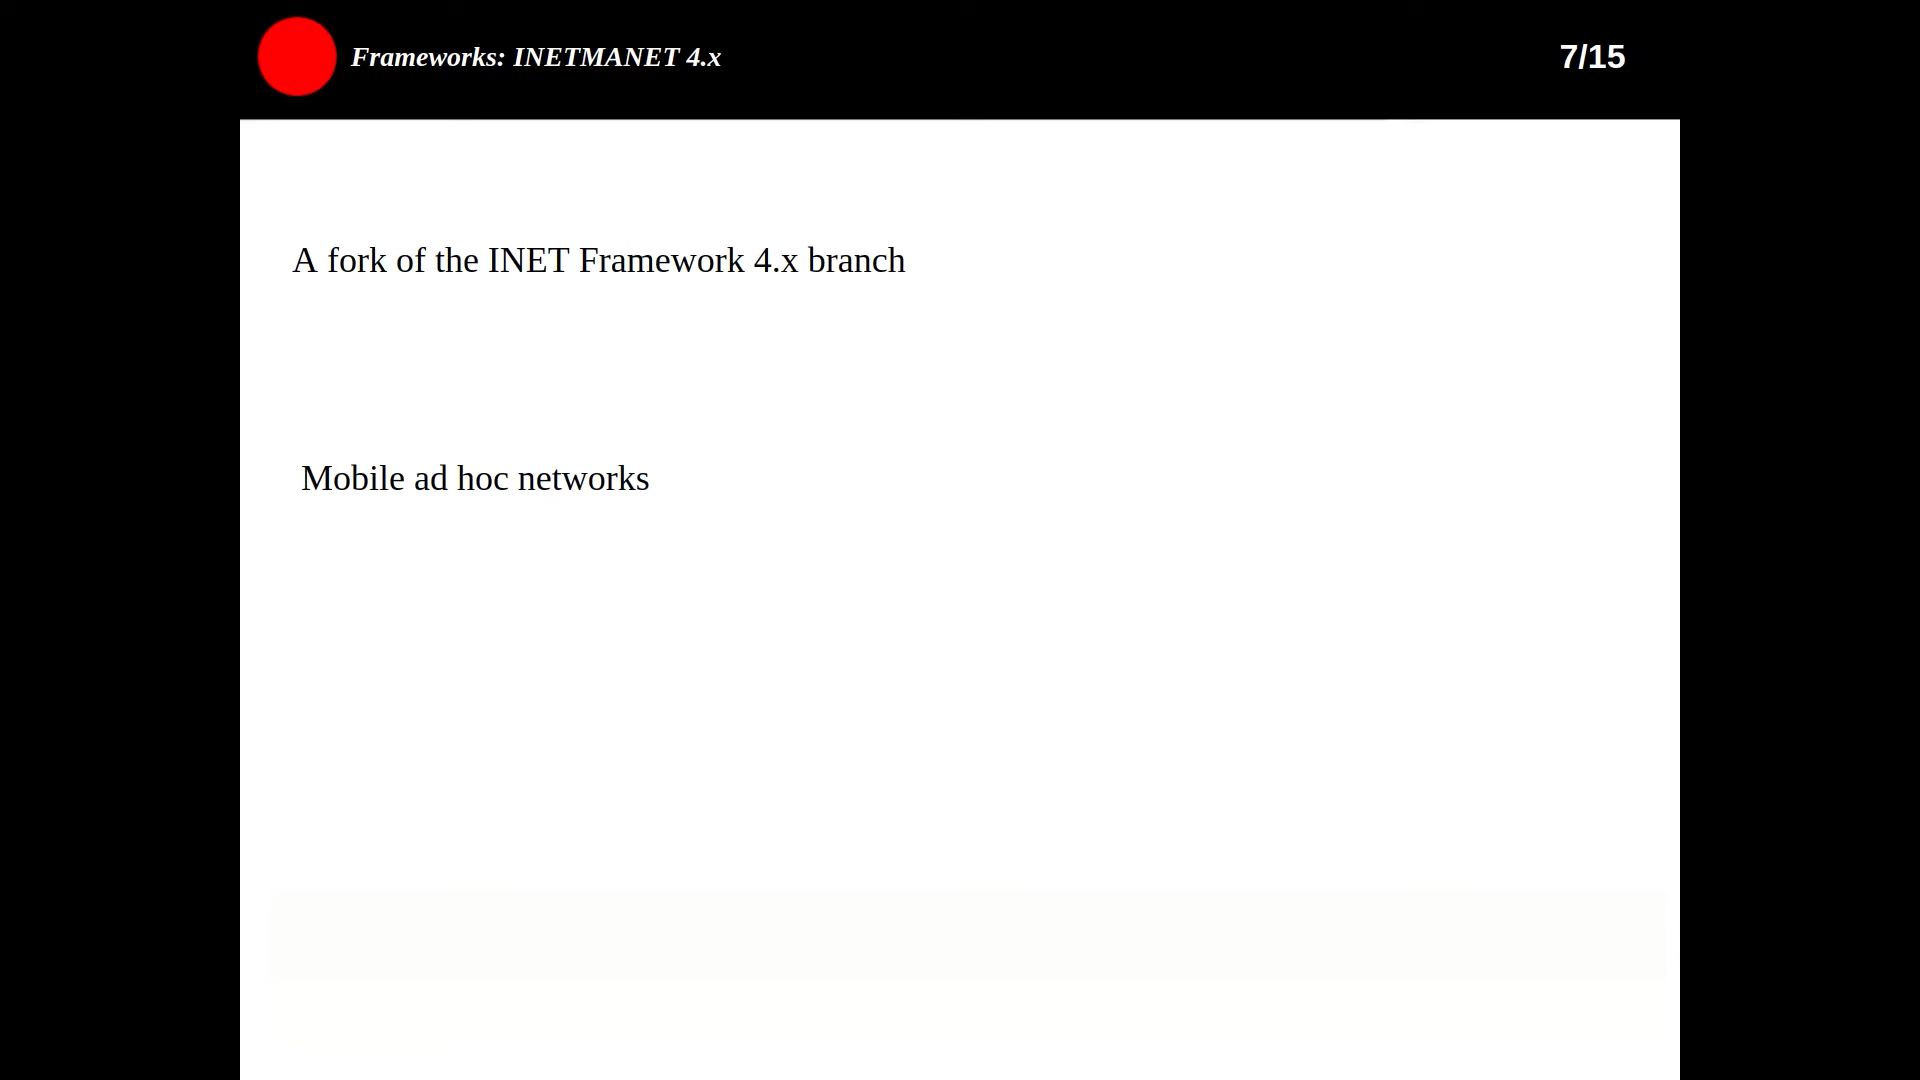 Frameworks: INETMANET 4.x
7/15
A fork of the INET Framework 4.x branch
Mobile ad hoc networks